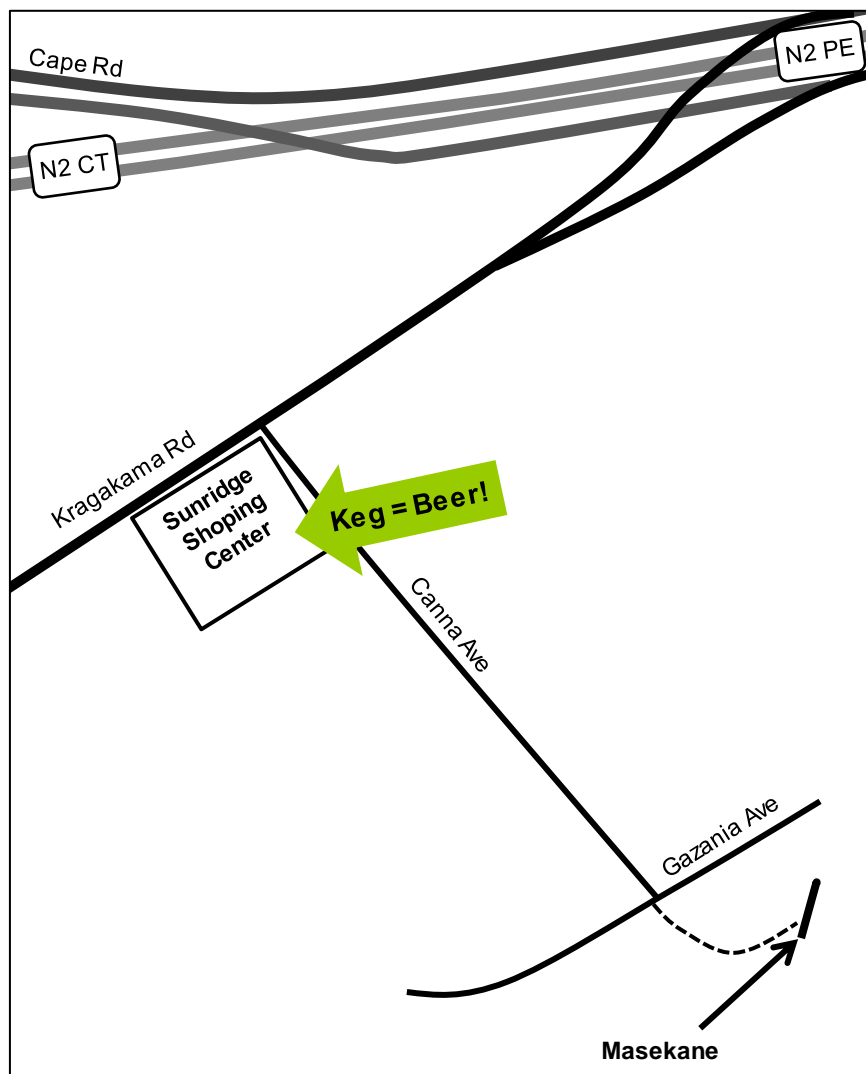 Cape Rd
N2 PE
N2 CT
Kragakama Rd
Sunridge
Shoping
Center
Keg = Beer!
Canna Ave
Gazania Ave
Masekane